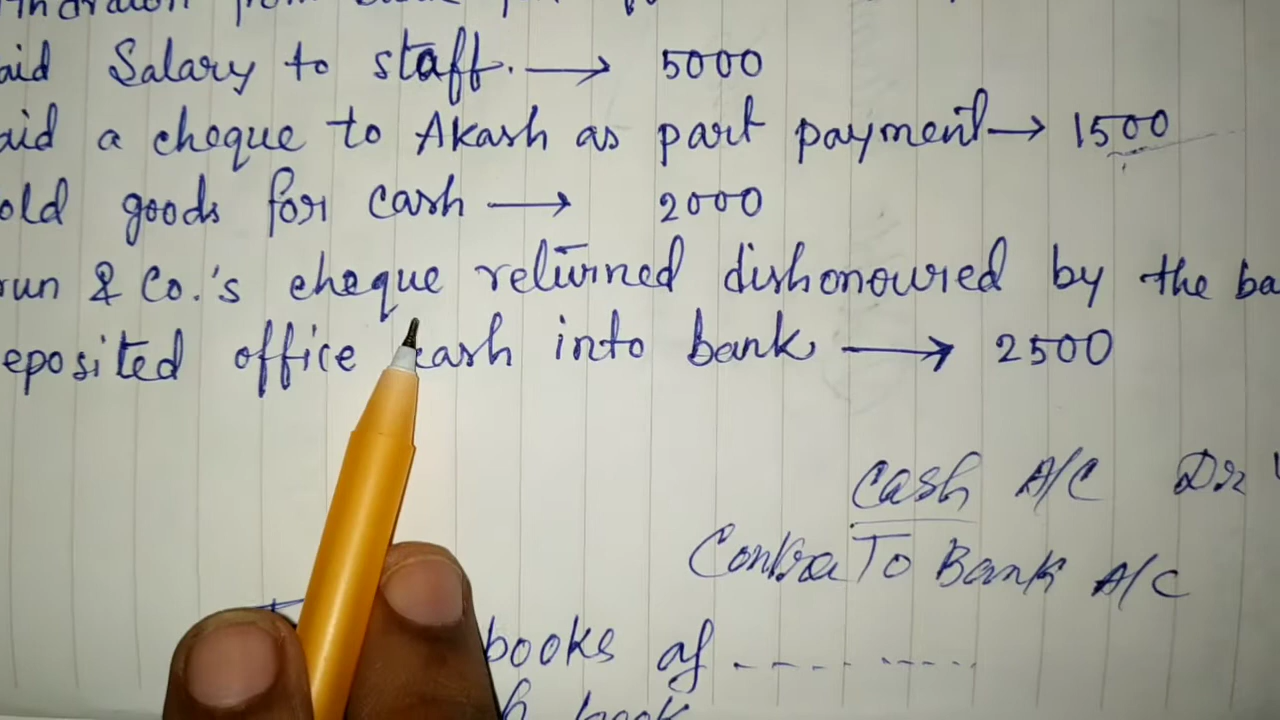 aid Salary to staff. → 5000
aid a cheque to Akash as part payment → 1500
old goods for cash → 2000
run & Co.'s cheque returned dishonoured by the ba
eposited office cash into bank → 2500
Cash A/C Dr
Contra To Bank A/C
books of - - - - - - - -
book